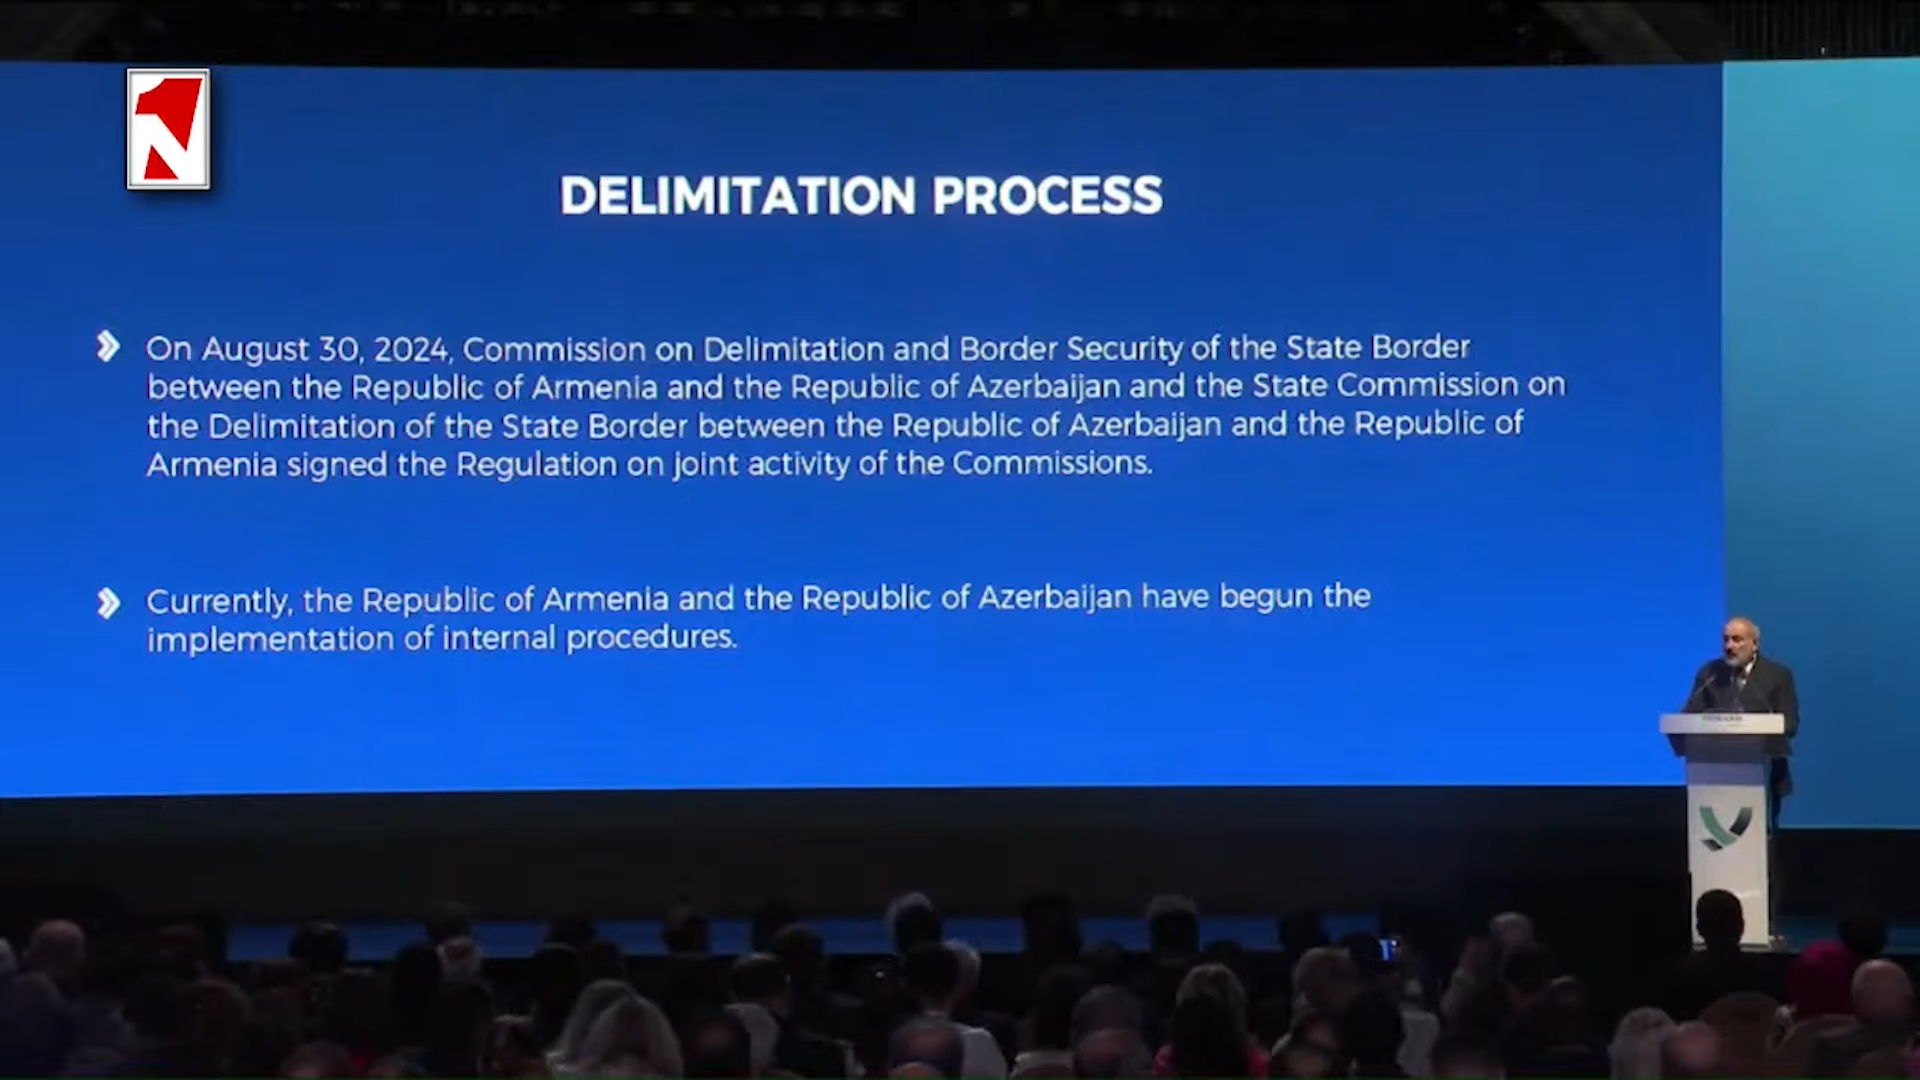 1N
DELIMITATION PROCESS
On August 30, 2024, Commission on Delimitation and Border Security of the State Border
between the Republic of Armenia and the Republic of Azerbaijan and the State Commission on
the Delimitation of the State Border between the Republic of Azerbaijan and the Republic of
Armenia signed the Regulation on joint activity of the Commissions.
Currently, the Republic of Armenia and the Republic of Azerbaijan have begun the
implementation of internal procedures.